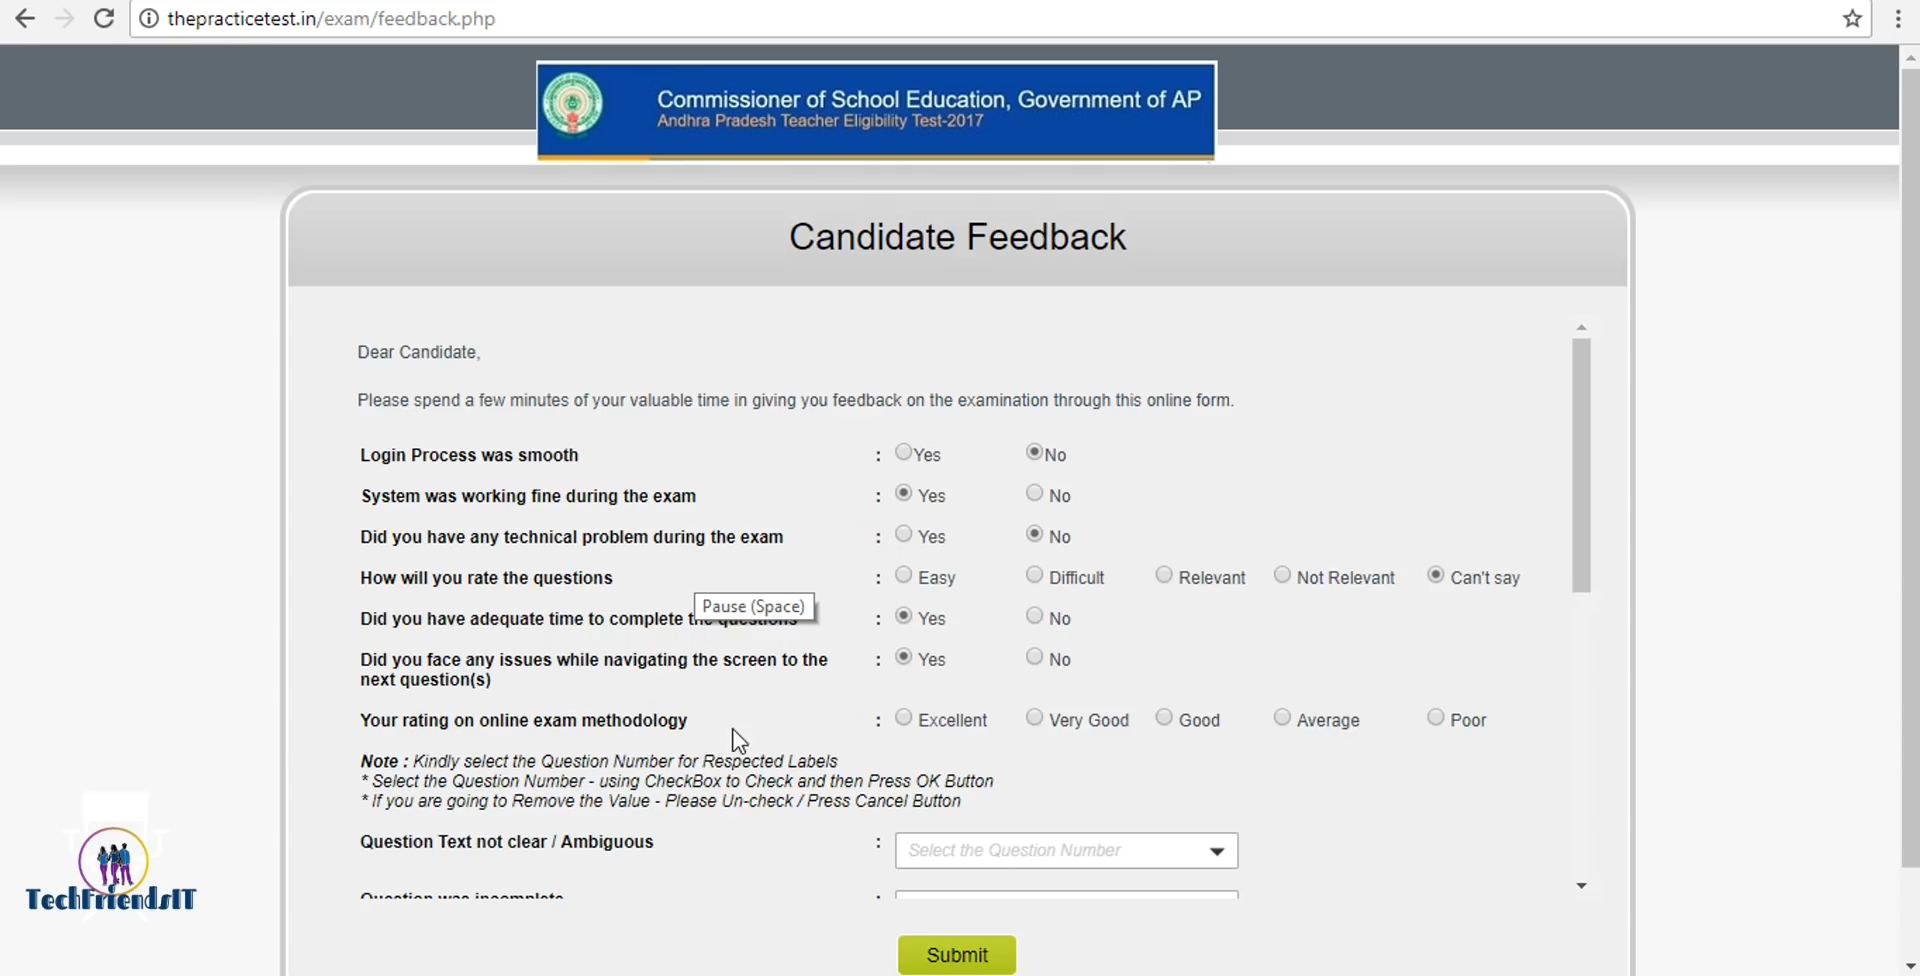 thepracticetest.in/exam/feedback.php
Commissioner of School Education, Government of AP
Andhra Pradesh Teacher Eligibility Test-2017
Candidate Feedback
Dear Candidate,
Please spend a few minutes of your valuable time in giving you feedback on the examination through this online form.
Login Process was smooth : Yes No
System was working fine during the exam : Yes No
Did you have any technical problem during the exam : Yes No
How will you rate the questions : Easy Difficult Relevant Not Relevant Can't say
Pause (Space)
Did you have adequate time to complete the questions : Yes No
Did you face any issues while navigating the screen to the : Yes No
next question(s)
Your rating on online exam methodology : Excellent Very Good Good Average Poor
Note : Kindly select the Question Number for Respected Labels
* Select the Question Number - using CheckBox to Check and then Press OK Button
* If you are going to Remove the Value - Please Un-check / Press Cancel Button
Question Text not clear / Ambiguous : Select the Question Number
Question was incomplete :
TechFriendsIT
Submit